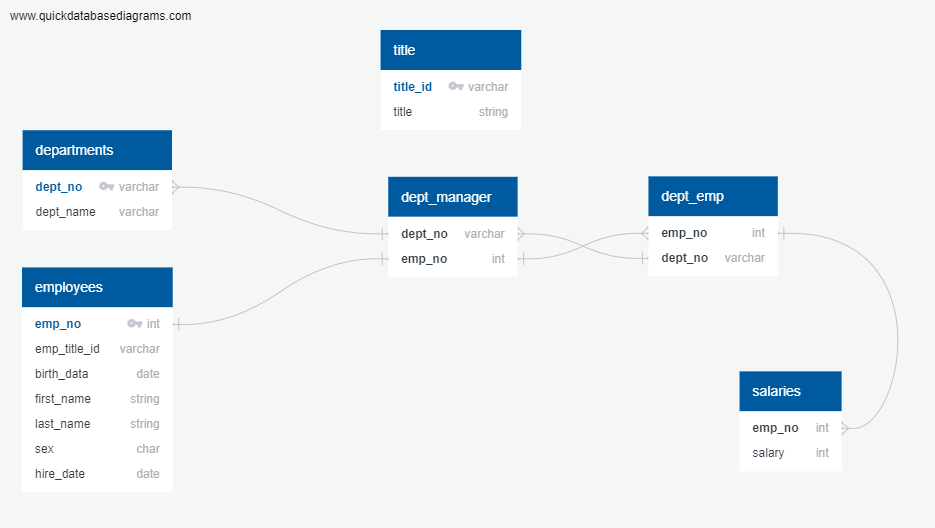 www.quickdatabasediagrams.com
title
title_id varchar
title string
departments
dept_no varchar
dept_name varchar
dept_manager
dept_no varchar
emp_no int
dept_emp
emp_no int
dept_no varchar
employees
emp_no int
emp_title_id varchar
birth_data date
first_name string
last_name string
sex char
hire_date date
salaries
emp_no int
salary int